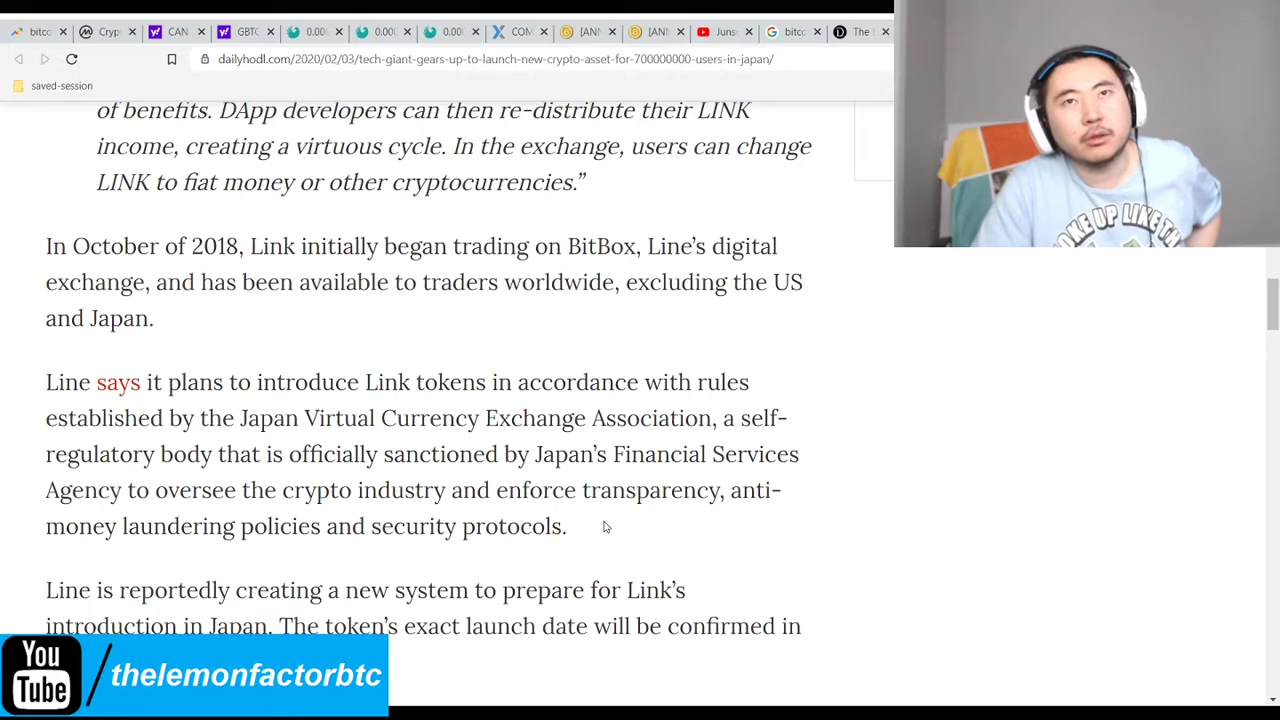 bitco
Cryp
CAN
GBTC
0.00
0.00
0.00
COM
[ANN
[ANN
Juns
bitco
The L
dailyhodl.com/2020/02/03/tech-giant-gears-up-to-launch-new-crypto-asset-for-700000000-users-in-japan/
saved-session
of benefits. DApp developers can then re-distribute their LINK
income, creating a virtuous cycle. In the exchange, users can change
LINK to fiat money or other cryptocurrencies.”
In October of 2018, Link initially began trading on BitBox, Line’s digital
exchange, and has been available to traders worldwide, excluding the US
and Japan.
Line says it plans to introduce Link tokens in accordance with rules
established by the Japan Virtual Currency Exchange Association, a self-
regulatory body that is officially sanctioned by Japan’s Financial Services
Agency to oversee the crypto industry and enforce transparency, anti-
money laundering policies and security protocols.
Line is reportedly creating a new system to prepare for Link’s
introduction in Japan. The token’s exact launch date will be confirmed in
You
Tube
/thelemonfactorbtc
UP LIKE